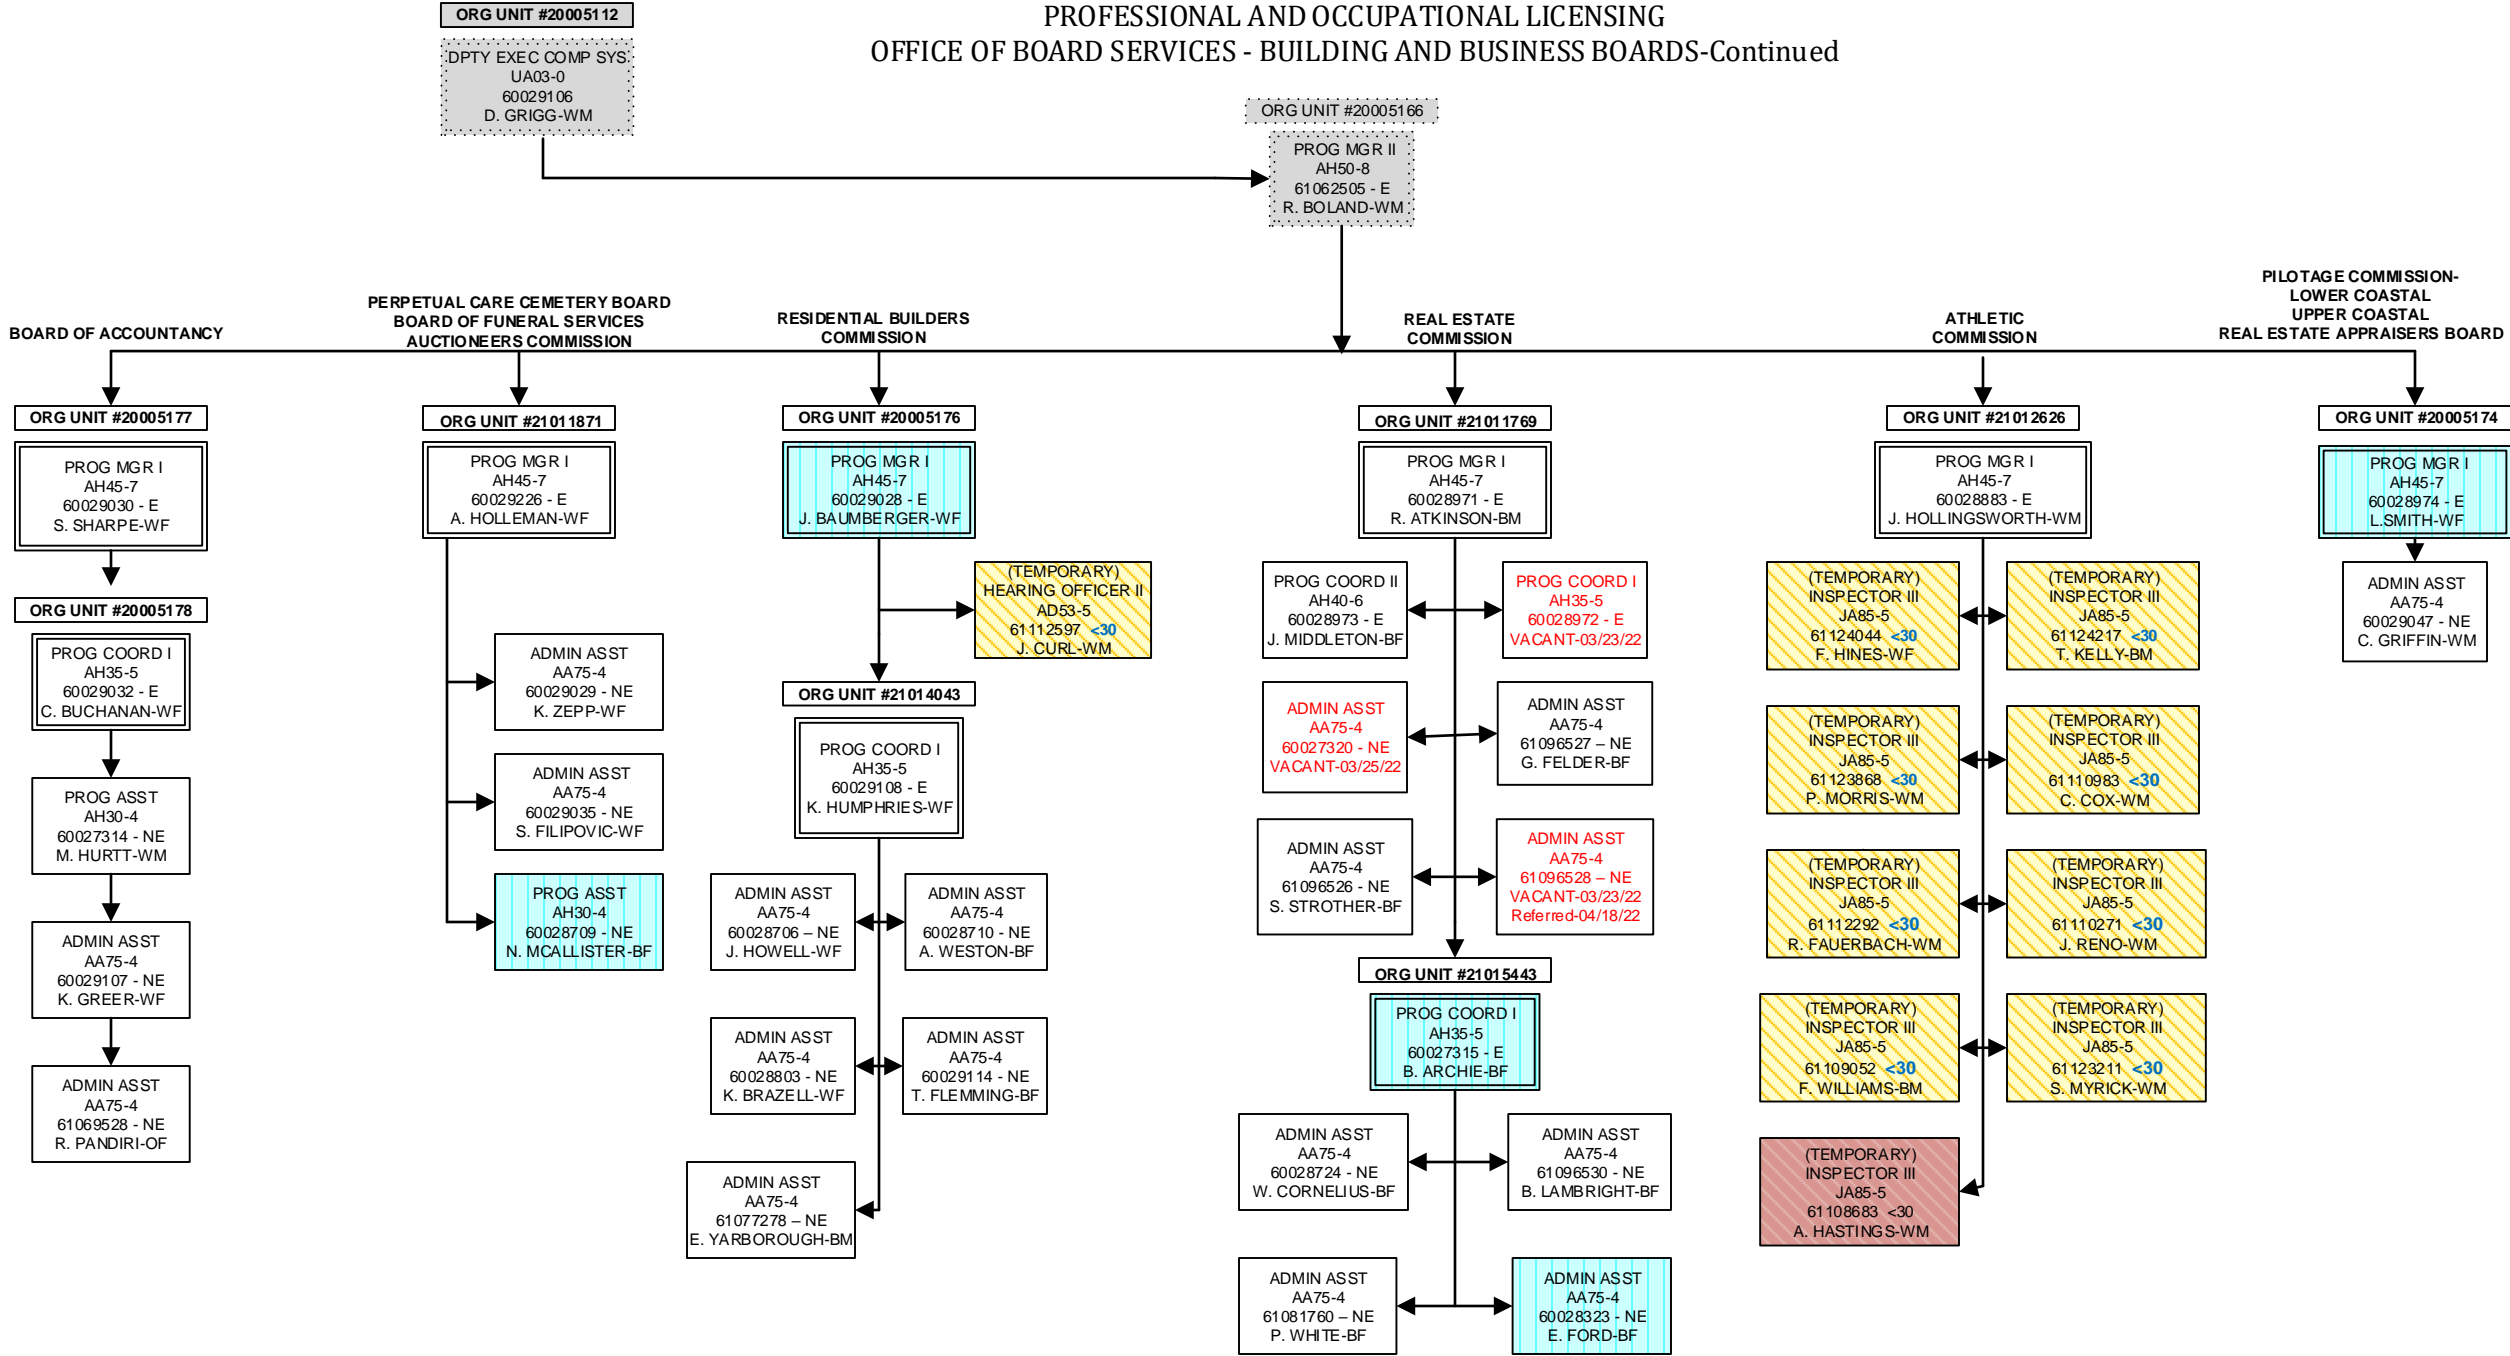 ORG UNIT #20005112
DPTY EXEC COMP SYS
UA03-0
60029106
D. GRIGG-WM
PROFESSIONAL AND OCCUPATIONAL LICENSING
OFFICE OF BOARD SERVICES - BUILDING AND BUSINESS BOARDS-Continued
ORG UNIT #20005166
PROG MGR II
AH50-8
61062505 - E
R. BOLAND-WM
BOARD OF ACCOUNTANCY
ORG UNIT #20005177
PROG MGR I
AH45-7
60029030 - E
S. SHARPE-WF
ORG UNIT #20005178
PROG COORD I
AH35-5
60029032 - E
C. BUCHANAN-WF
PROG ASST
AH30-4
60027314 - NE
M. HURTT-WM
ADMIN ASST
AA75-4
60029107 - NE
K. GREER-WF
ADMIN ASST
AA75-4
61069528 - NE
R. PANDIRI-OF
PERPETUAL CARE CEMETERY BOARD
BOARD OF FUNERAL SERVICES
AUCTIONEERS COMMISSION
ORG UNIT #21011871
PROG MGR I
AH45-7
60029226 - E
A. HOLLEMAN-WF
ADMIN ASST
AA75-4
60029029 - NE
K. ZEPP-WF
ADMIN ASST
AA75-4
60029035 - NE
S. FILIPOVIC-WF
PROG ASST
AH30-4
60028709 - NE
N. MCALLISTER-BF
RESIDENTIAL BUILDERS
COMMISSION
ORG UNIT #20005176
PROG MGR I
AH45-7
60029028 - E
J. BAUMBERGER-WF
(TEMPORARY)
HEARING OFFICER II
AD53-5
61112597 <30
J. CURL-WM
ORG UNIT #21014043
PROG COORD I
AH35-5
60029108 - E
K. HUMPHRIES-WF
ADMIN ASST
AA75-4
60028706 – NE
J. HOWELL-WF
ADMIN ASST
AA75-4
60028710 - NE
A. WESTON-BF
ADMIN ASST
AA75-4
60028803 - NE
K. BRAZELL-WF
ADMIN ASST
AA75-4
60029114 - NE
T. FLEMMING-BF
ADMIN ASST
AA75-4
61077278 – NE
E. YARBOROUGH-BM
REAL ESTATE
COMMISSION
ORG UNIT #21011769
PROG MGR I
AH45-7
60028971 - E
R. ATKINSON-BM
PROG COORD II
AH40-6
60028973 - E
J. MIDDLETON-BF
PROG COORD I
AH35-5
60028972 - E
VACANT-03/23/22
ADMIN ASST
AA75-4
60027320 - NE
VACANT-03/25/22
ADMIN ASST
AA75-4
61096527 – NE
G. FELDER-BF
ADMIN ASST
AA75-4
61096526 - NE
S. STROTHER-BF
ADMIN ASST
AA75-4
61096528 – NE
VACANT-03/23/22
Referred-04/18/22
ORG UNIT #21015443
PROG COORD I
AH35-5
60027315 - E
B. ARCHIE-BF
ADMIN ASST
AA75-4
60028724 - NE
W. CORNELIUS-BF
ADMIN ASST
AA75-4
61096530 - NE
B. LAMBRIGHT-BF
ADMIN ASST
AA75-4
61081760 – NE
P. WHITE-BF
ADMIN ASST
AA75-4
60028323 - NE
E. FORD-BF
ATHLETIC
COMMISSION
ORG UNIT #21012626
PROG MGR I
AH45-7
60028883 - E
J. HOLLINGSWORTH-WM
(TEMPORARY)
INSPECTOR III
JA85-5
61124044 <30
F. HINES-WF
(TEMPORARY)
INSPECTOR III
JA85-5
61124217 <30
T. KELLY-BM
(TEMPORARY)
INSPECTOR III
JA85-5
61123868 <30
P. MORRIS-WM
(TEMPORARY)
INSPECTOR III
JA85-5
61110983 <30
C. COX-WM
(TEMPORARY)
INSPECTOR III
JA85-5
61112292 <30
R. FAUERBACH-WM
(TEMPORARY)
INSPECTOR III
JA85-5
61110271 <30
J. RENO-WM
(TEMPORARY)
INSPECTOR III
JA85-5
61109052 <30
F. WILLIAMS-BM
(TEMPORARY)
INSPECTOR III
JA85-5
61123211 <30
S. MYRICK-WM
(TEMPORARY)
INSPECTOR III
JA85-5
61108683 <30
A. HASTINGS-WM
PILOTAGE COMMISSION-
LOWER COASTAL
UPPER COASTAL
REAL ESTATE APPRAISERS BOARD
ORG UNIT #20005174
PROG MGR I
AH45-7
60028974 - E
L.SMITH-WF
ADMIN ASST
AA75-4
60029047 - NE
C. GRIFFIN-WM